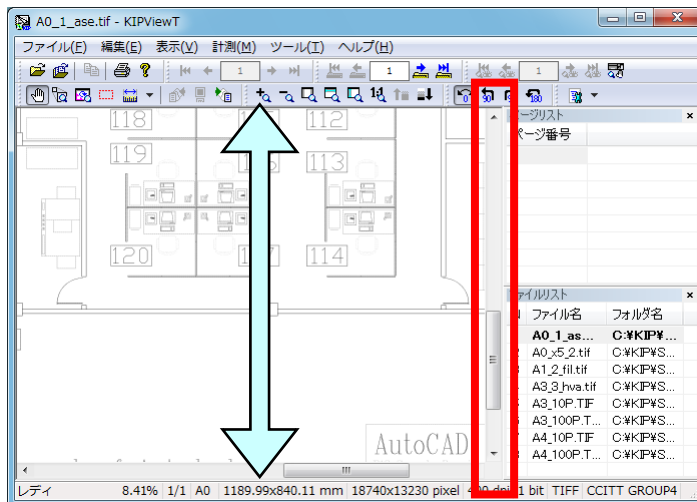 A0_1_ase.tif - KIPViewT
ファイル(F) 編集(E) 表示(V) 計測(M) ツール(T) ヘルプ(H)
1 1 1
118 112
119 113
120 114
AutoCAD
ージリスト
ページ番号
ァイルリスト
ファイル名 フォルダ名
A0_1_as... C:¥KIP¥...
A0_x5_2.tif C:¥KIP¥S...
A1_2_fil.tif C:¥KIP¥S...
A3_3_hva.tif C:¥KIP¥S...
A3_10P.TIF C:¥KIP¥S...
A3_100P.T... C:¥KIP¥S...
A4_10P.TIF C:¥KIP¥S...
A4_100P.T... C:¥KIP¥S...
レディ 8.41% 1/1 A0 1189.99x840.11 mm 18740x13230 pixel 400 dpi 1 bit TIFF CCITT GROUP4